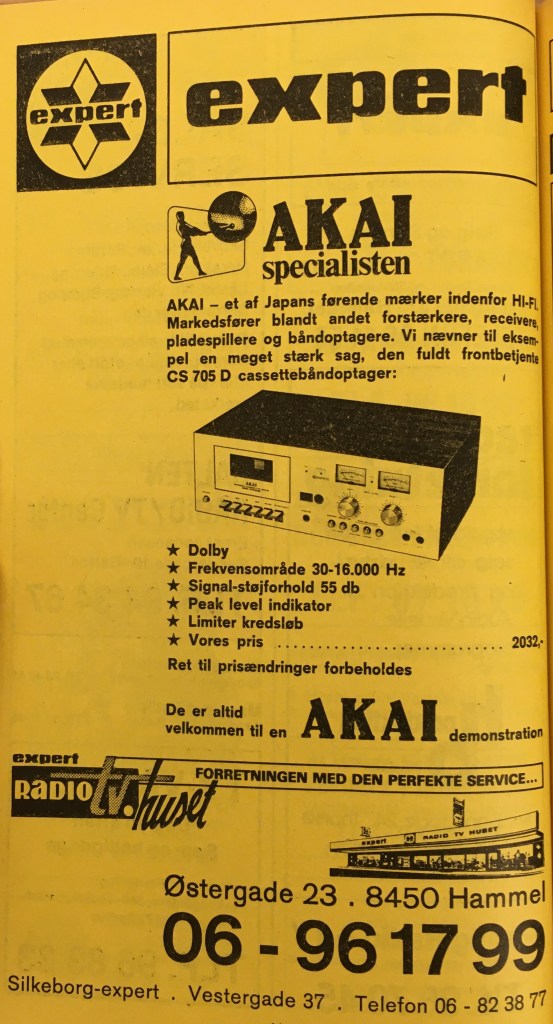 expert
expert
AKAI
specialisten
AKAI – et af Japans førende mærker indenfor HI-FI.
Markedsfører blandt andet forstærkere, receivere,
pladespillere og båndoptagere. Vi nævner til eksem-
pel en meget stærk sag, den fuldt frontbetjente
CS 705 D cassettebåndoptager:
AKAI
★ Dolby
★ Frekvensområde 30-16.000 Hz
★ Signal-støjforhold 55 db
★ Peak level indikator
★ Limiter kredsløb
★ Vores pris ............................ 2032,-
Ret til prisændringer forbeholdes
De er altid
velkommen til en AKAI demonstration
expert
RADIO tv. huset
FORRETNINGEN MED DEN PERFEKTE SERVICE...
expert RADIO TV HUSET
Østergade 23 . 8450 Hammel
06 - 96 17 99
Silkeborg-expert . Vestergade 37 . Telefon 06 - 82 38 77